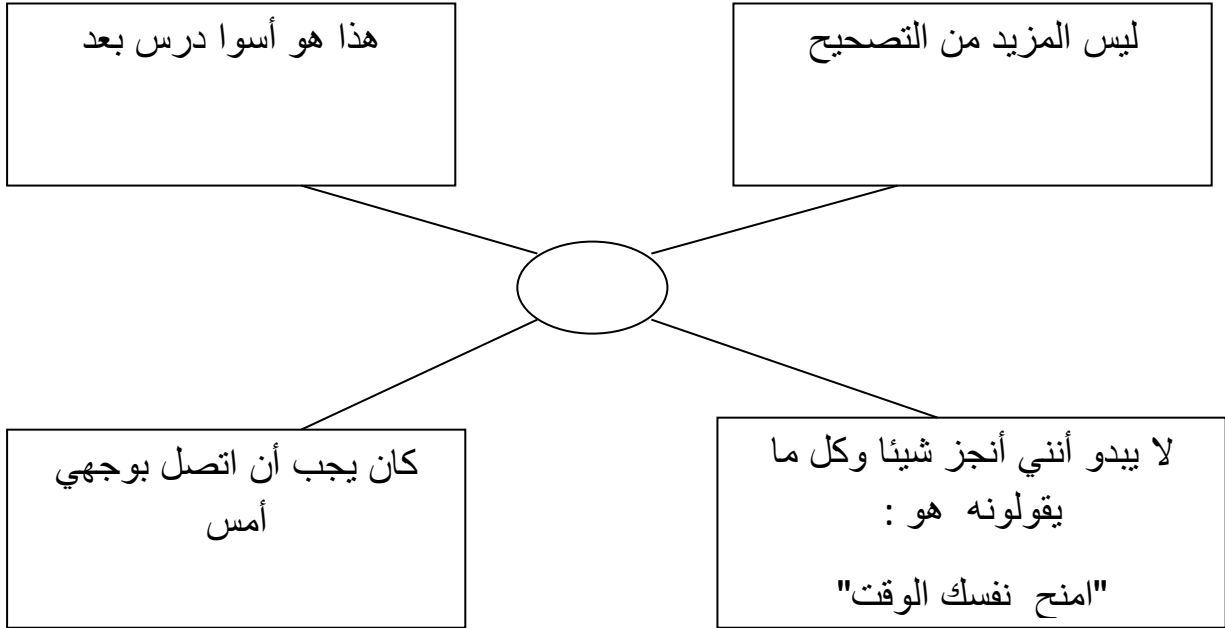 ليس المزيد من التصحيح
هذا هو أسوا درس بعد
لا يبدو أنني أنجز شيئا وكل ما
يقولونه هو :
"امنح نفسك الوقت"
كان يجب أن اتصل بوجهي
أمس